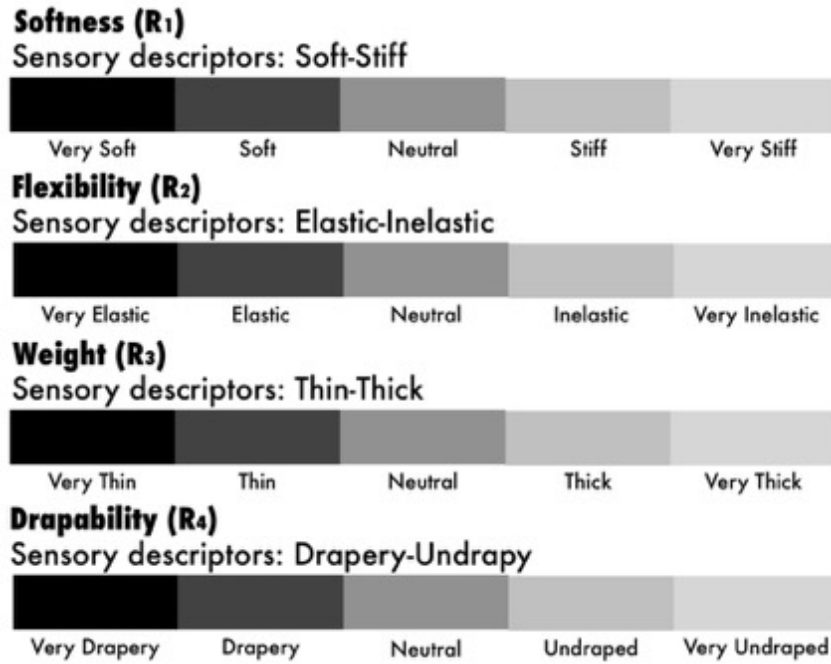 Softness (R₁)
Sensory descriptors: Soft-Stiff
Very Soft Soft Neutral Stiff Very Stiff
Flexibility (R₂)
Sensory descriptors: Elastic-Inelastic
Very Elastic Elastic Neutral Inelastic Very Inelastic
Weight (R₃)
Sensory descriptors: Thin-Thick
Very Thin Thin Neutral Thick Very Thick
Drapability (R₄)
Sensory descriptors: Drapery-Undrapy
Very Drapery Drapery Neutral Undraped Very Undraped